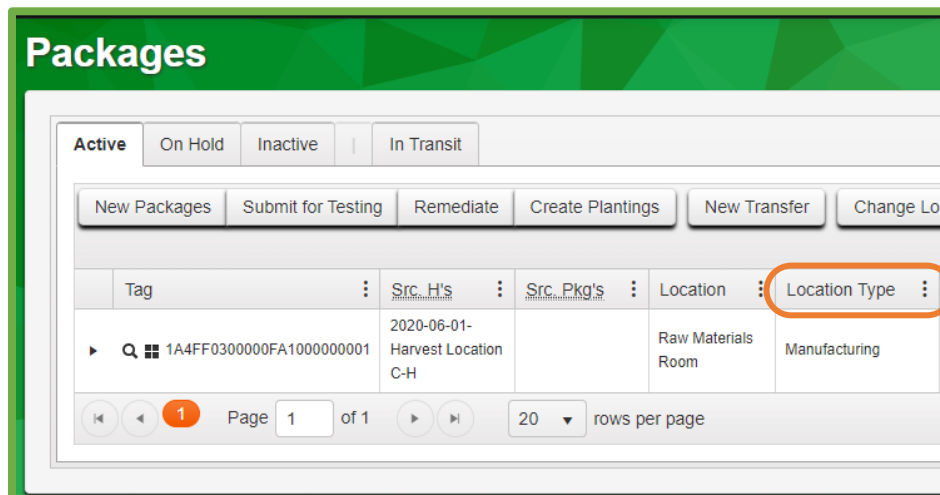 Packages
Active On Hold Inactive | In Transit
New Packages Submit for Testing Remediate Create Plantings New Transfer Change Lo
Tag Src. H's Src. Pkg's Location Location Type
1A4FF0300000FA1000000001
2020-06-01-
Harvest Location
C-H
Raw Materials
Room
Manufacturing
1 Page 1 of 1 20 rows per page